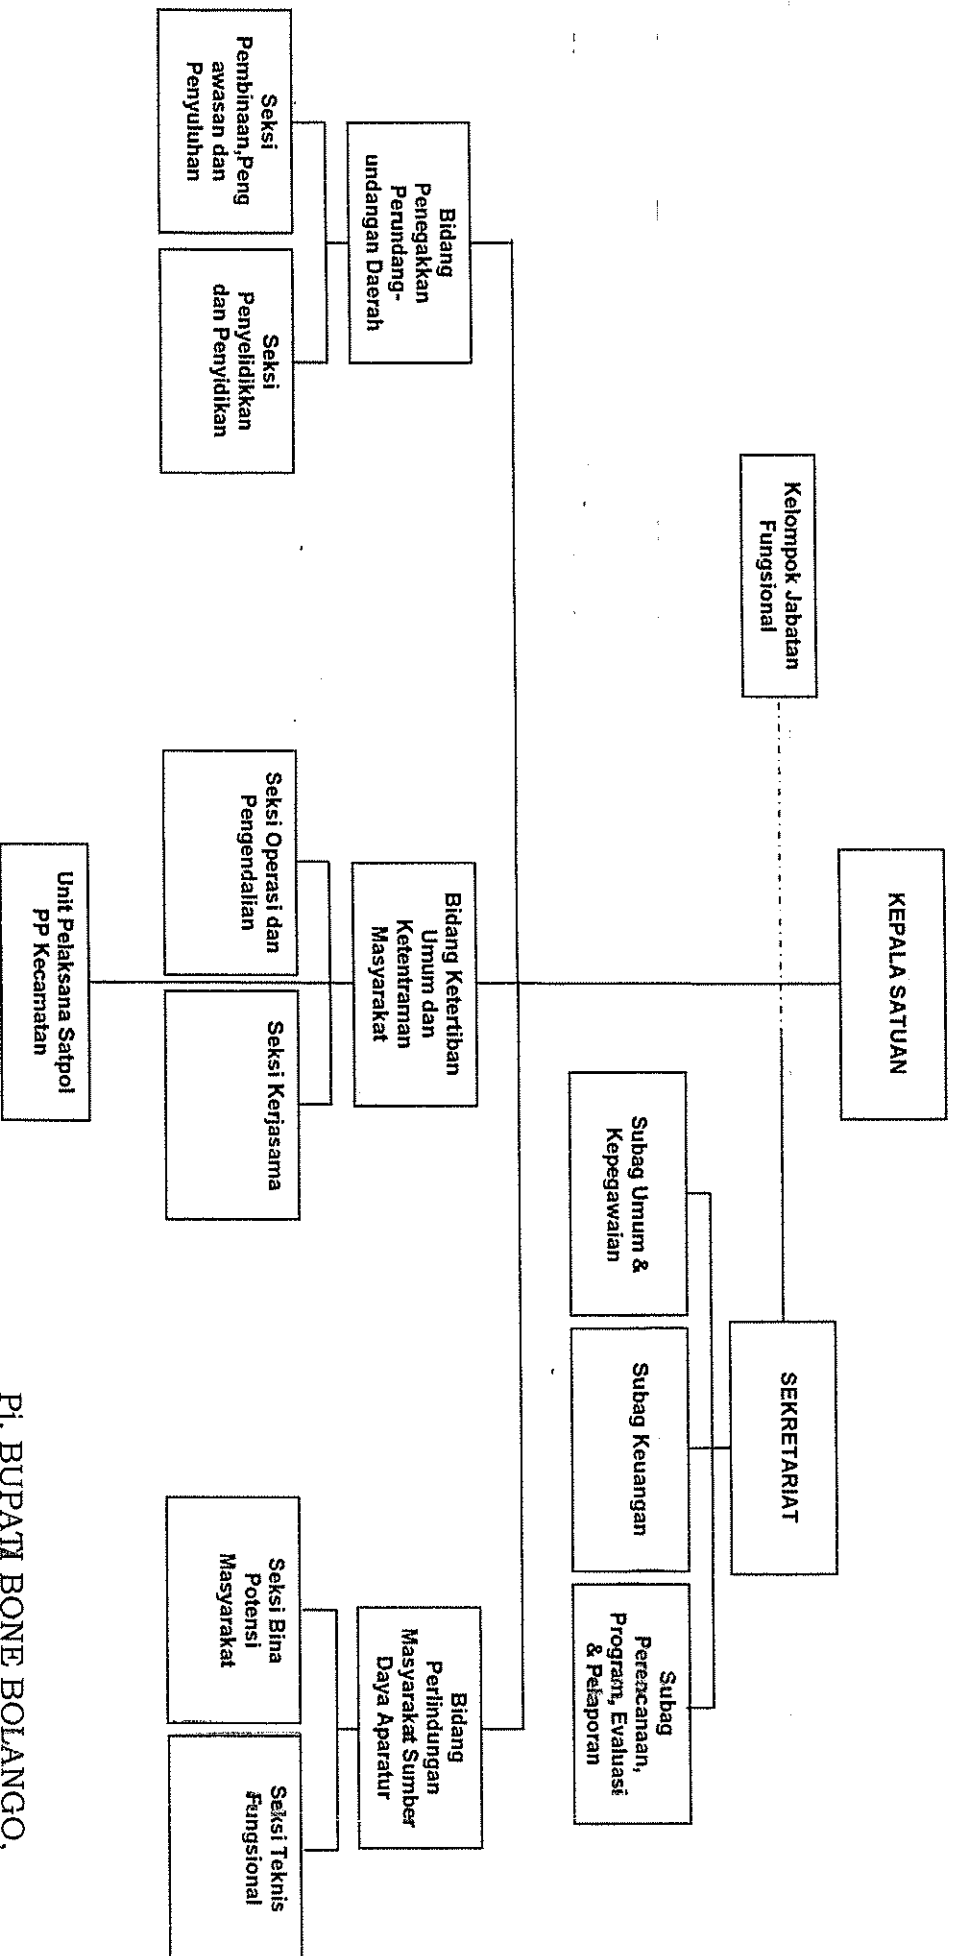 KEPALA SATUAN
Kelompok Jabatan
Fungsional
SEKRETARIAT
Subag Umum &
Kepegawaian
Subag Keuangan
Subag
Perencanaan,
Program, Evaluasi
& Pelaporan
Bidang
Penegakkan
Perundang-
undangan Daerah
Bidang Ketertiban
Umum dan
Ketentraman
Masyarakat
Bidang
Perlindungan
Masyarakat Sumber
Daya Aparatur
Seksi
Pembinaan,Peng
awasan dan
Penyuluhan
Seksi
Penyelidikkan
dan Penyidikan
Seksi Operasi dan
Pengendalian
Seksi Kerjasama
Seksi Bina
Potensi
Masyarakat
Seksi Teknis
Fungsional
Unit Pelaksana Satpol
PP Kecamatan
Pj. BUPATI BONE BOLANGO,